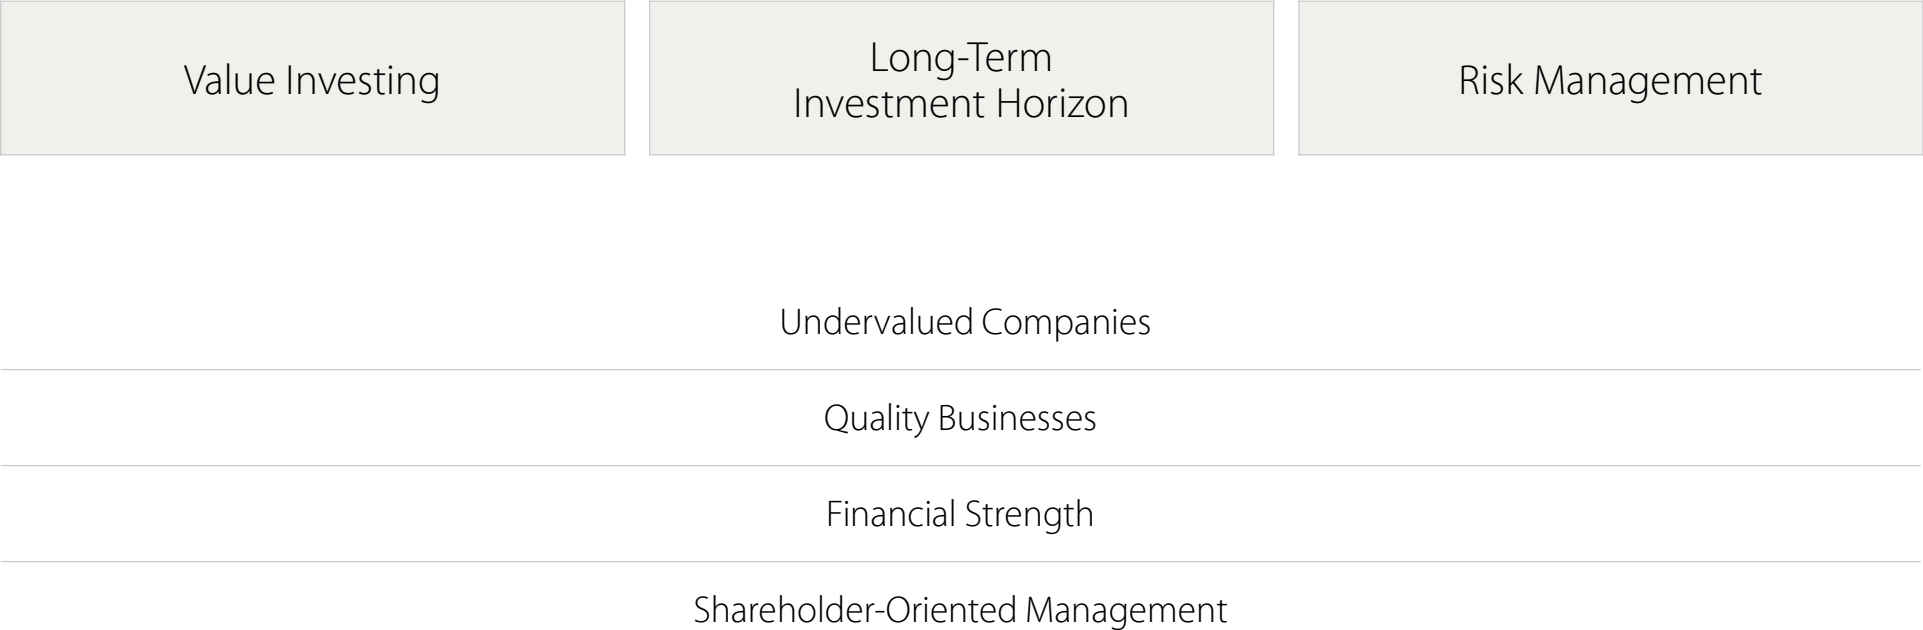 Value Investing
Long-Term
Investment Horizon
Risk Management
Undervalued Companies
Quality Businesses
Financial Strength
Shareholder-Oriented Management